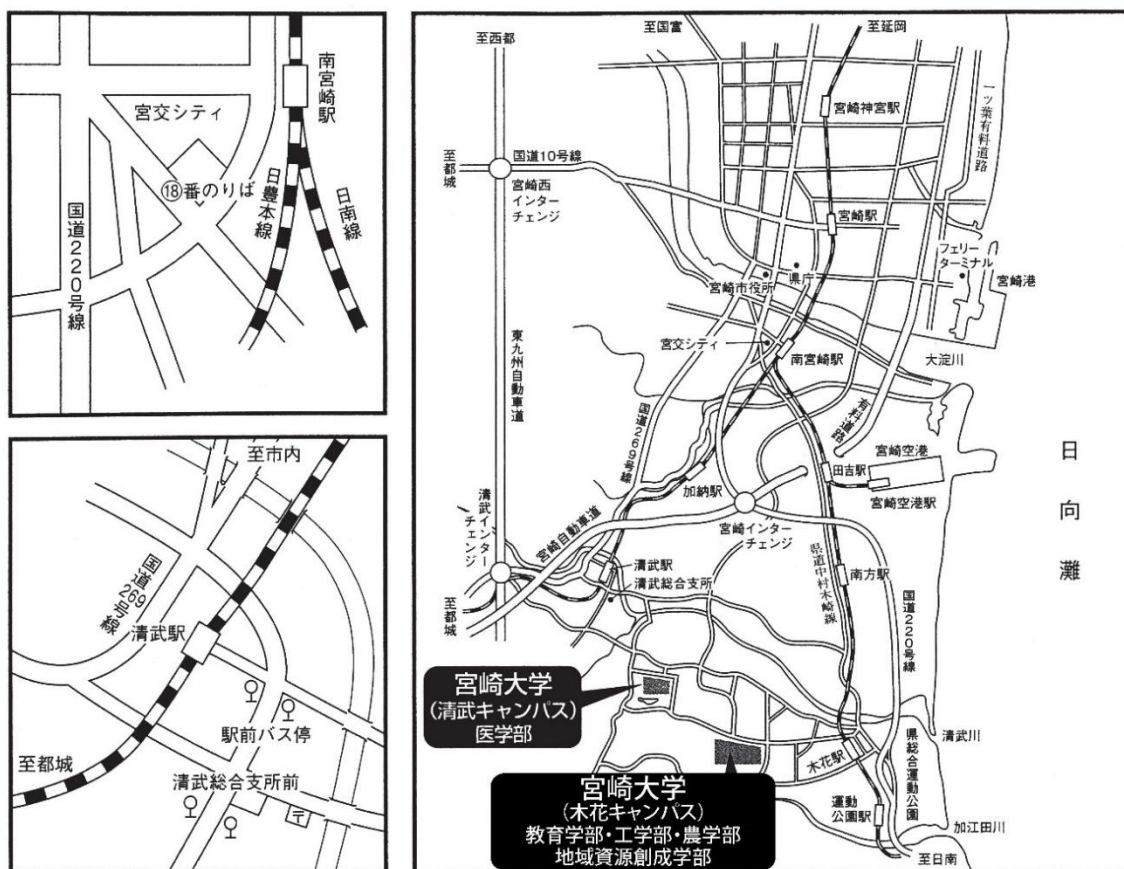 南宮崎駅
宮交シティ
⑱番のりば
日豊本線
日南線
国道220号線
至市内
国道269号線
清武駅
駅前バス停
至都城
清武総合支所前
至西都
至国富
至延岡
一ッ葉有料道路
宮崎神宮駅
至都城
国道10号線
宮崎西
インター
チェンジ
宮崎駅
フェリー
ターミナル
宮崎港
県庁
宮崎市役所
宮交シティ
南宮崎駅
大淀川
東九州自動車道
国道269号線
有料道路
日向灘
宮崎空港
田吉駅
宮崎空港駅
加納駅
清武インター
チェンジ
宮崎自動車道
宮崎インター
チェンジ
県道中村木崎線
南方駅
国道220号線
清武駅
清武総合支所
至都城
宮崎大学
(清武キャンパス)
医学部
清武川
県総合運動公園
木花駅
宮崎大学
(木花キャンパス)
教育学部・工学部・農学部
地域資源創成学部
運動
公園駅
加江田川
至日南